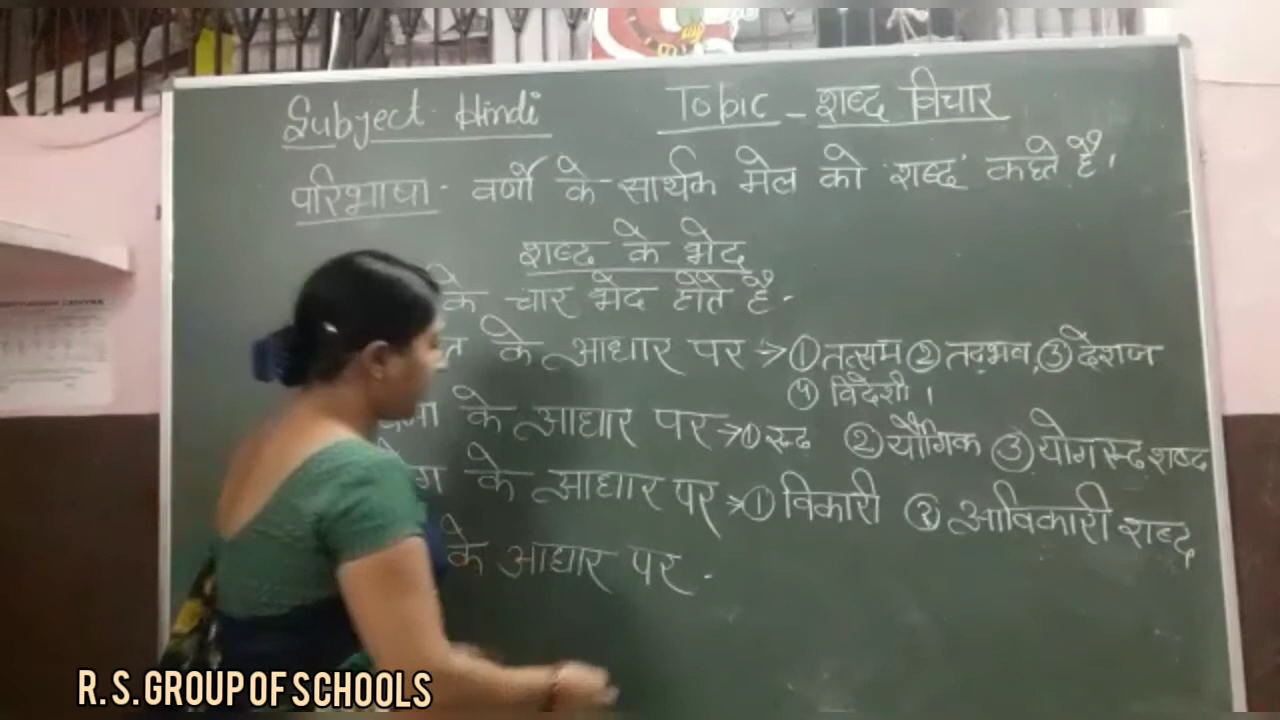 Subject - Hindi Topic - शब्द विचार
परिभाषा - वर्णों के सार्थक मेल को 'शब्द' कहते है।
शब्द के भेद
के चार भेद होते है -
के आधार पर → ① तत्सम ② तद्भव, ③ देशज
④ विदेशी।
के आधार पर → ① रूढ ② यौगिक ③ योगरूढ शब्द
के आधार पर → ① विकारी ② अविकारी शब्द
के आधार पर -
R. S. GROUP OF SCHOOLS